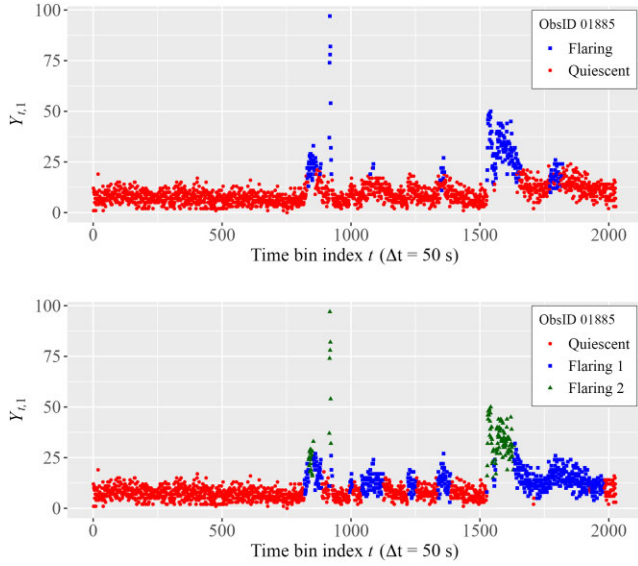 100
75
50
25
0
Y_{t,1}
ObsID 01885
Flaring
Quiescent
0 500 1000 1500 2000
Time bin index t (Δt = 50 s)
100
75
50
25
0
Y_{t,1}
ObsID 01885
Quiescent
Flaring 1
Flaring 2
0 500 1000 1500 2000
Time bin index t (Δt = 50 s)